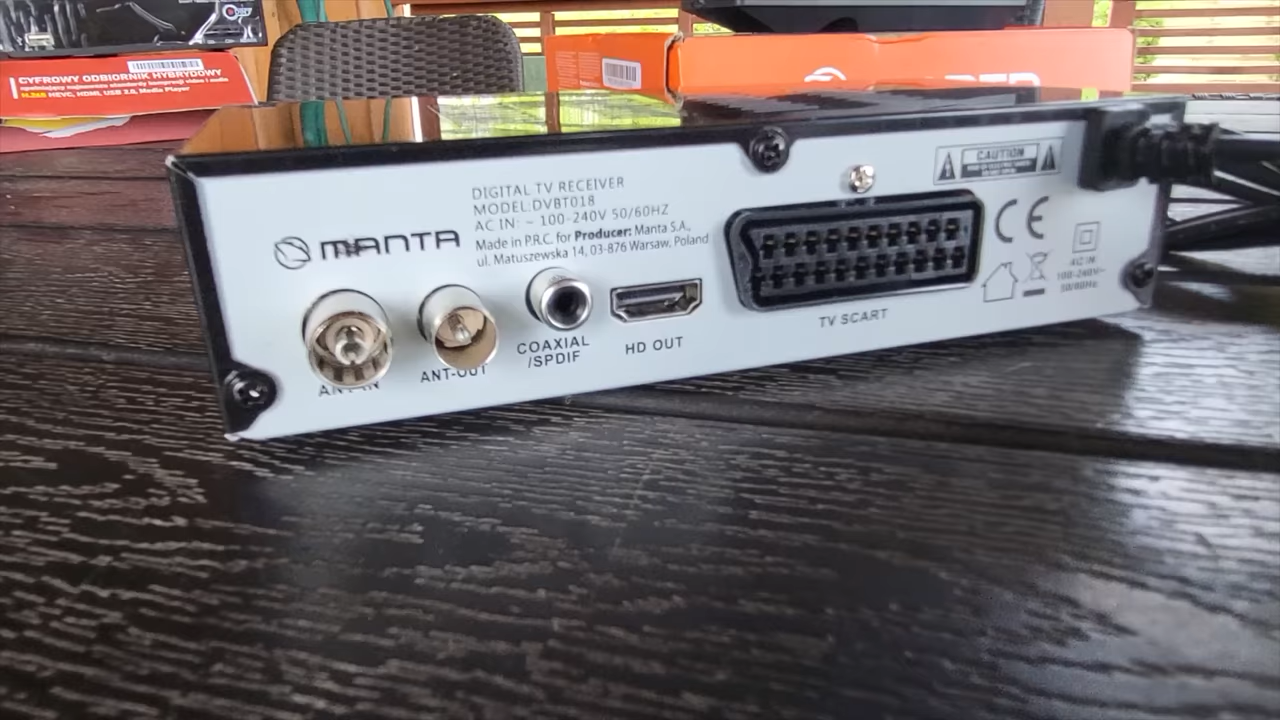 CYFROWY ODBIORNIK HYBRYDOWY
H.265 HEVC, HDMI, USB 2.0, Media Player
DIGITAL TV RECEIVER
MODEL:DVBT018
AC IN: ~ 100-240V 50/60HZ
Made in P.R.C. for Producer: Manta S.A.,
ul. Matuszewska 14, 03-876 Warsaw, Poland
MANTA
CAUTION
CE
ANT-IN
ANT-OUT
COAXIAL
/SPDIF
HD OUT
TV SCART
AC IN
100-240V~
50/60Hz